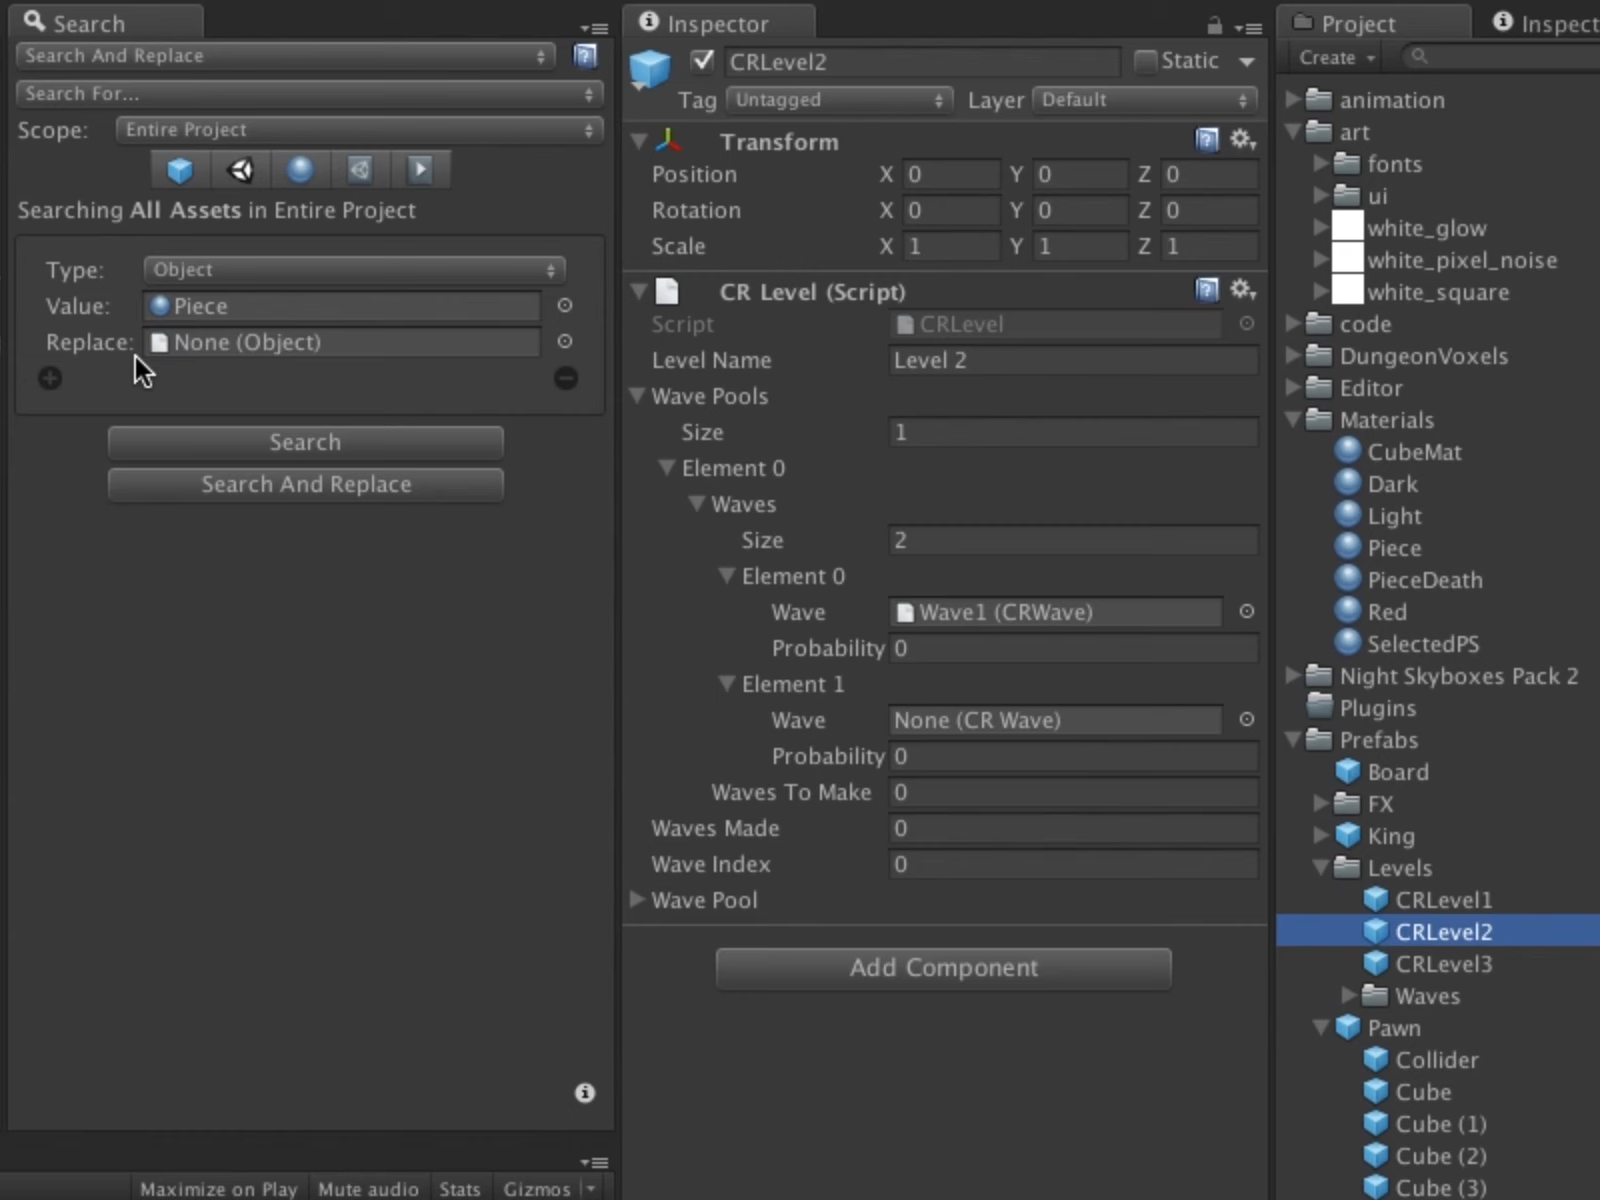 Search
Search And Replace
Search For...
Scope: Entire Project
Searching All Assets in Entire Project
Type: Object
Value: Piece
Replace: None (Object)
Search
Search And Replace
Maximize on Play Mute audio Stats Gizmos
Inspector
CRLevel2 Static
Tag Untagged Layer Default
Transform
Position X 0 Y 0 Z 0
Rotation X 0 Y 0 Z 0
Scale X 1 Y 1 Z 1
CR Level (Script)
Script CRLevel
Level Name Level 2
Wave Pools
Size 1
Element 0
Waves
Size 2
Element 0
Wave Wave1 (CRWave)
Probability 0
Element 1
Wave None (CR Wave)
Probability 0
Waves To Make 0
Waves Made 0
Wave Index 0
Wave Pool
Add Component
Project Inspect
Create
animation
art
fonts
ui
white_glow
white_pixel_noise
white_square
code
DungeonVoxels
Editor
Materials
CubeMat
Dark
Light
Piece
PieceDeath
Red
SelectedPS
Night Skyboxes Pack 2
Plugins
Prefabs
Board
FX
King
Levels
CRLevel1
CRLevel2
CRLevel3
Waves
Pawn
Collider
Cube
Cube (1)
Cube (2)
Cube (3)